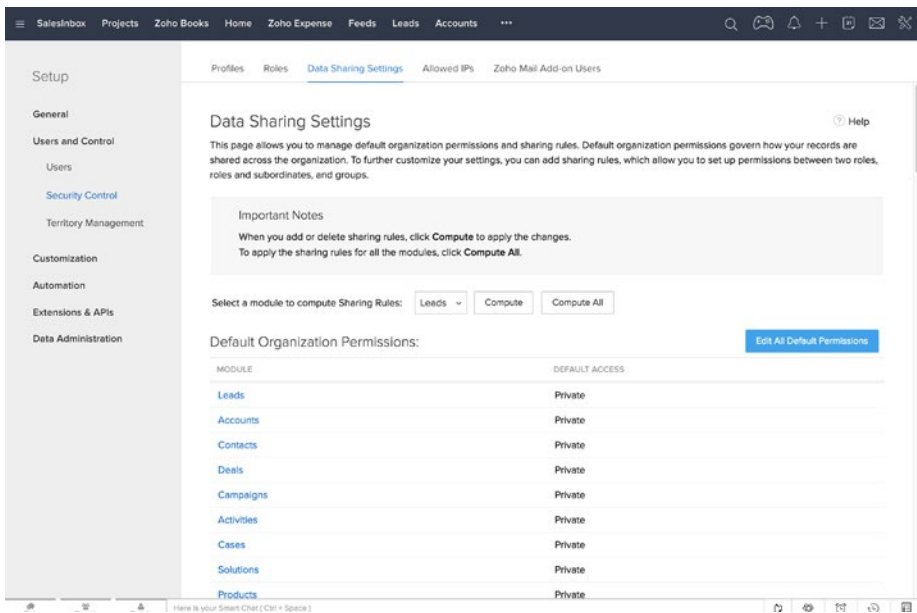 SalesInbox Projects Zoho Books Home Zoho Expense Feeds Leads Accounts •••
Setup
General
Users and Control
Users
Security Control
Territory Management
Customization
Automation
Extensions & APIs
Data Administration
Profiles Roles Data Sharing Settings Allowed IPs Zoho Mail Add-on Users
Data Sharing Settings
? Help
This page allows you to manage default organization permissions and sharing rules. Default organization permissions govern how your records are
shared across the organization. To further customize your settings, you can add sharing rules, which allow you to set up permissions between two roles,
roles and subordinates, and groups.
Important Notes
When you add or delete sharing rules, click Compute to apply the changes.
To apply the sharing rules for all the modules, click Compute All.
Select a module to compute Sharing Rules: Leads Compute Compute All
Default Organization Permissions: Edit All Default Permissions
MODULE DEFAULT ACCESS
Leads Private
Accounts Private
Contacts Private
Deals Private
Campaigns Private
Activities Private
Cases Private
Solutions Private
Products Private
Here is your Smart Chat ( Ctrl + Space )